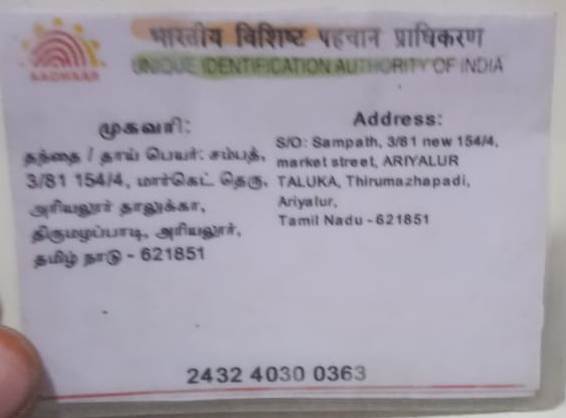 भारतीय विशिष्ट पहचान प्राधिकरण
UNIQUE IDENTIFICATION AUTHORITY OF INDIA
AADHAAR
முகவரி:
தந்தை / தாய் பெயர்: சம்பத்,
3/81 154/4, மார்கெட் தெரு,
அரியலூர் தாலுக்கா,
திருமழபாடி, அரியலூர்,
தமிழ் நாடு - 621851
Address:
S/O: Sampath, 3/81 new 154/4,
market street, ARIYALUR
TALUKA, Thirumazhapadi,
Ariyalur,
Tamil Nadu - 621851
2432 4030 0363